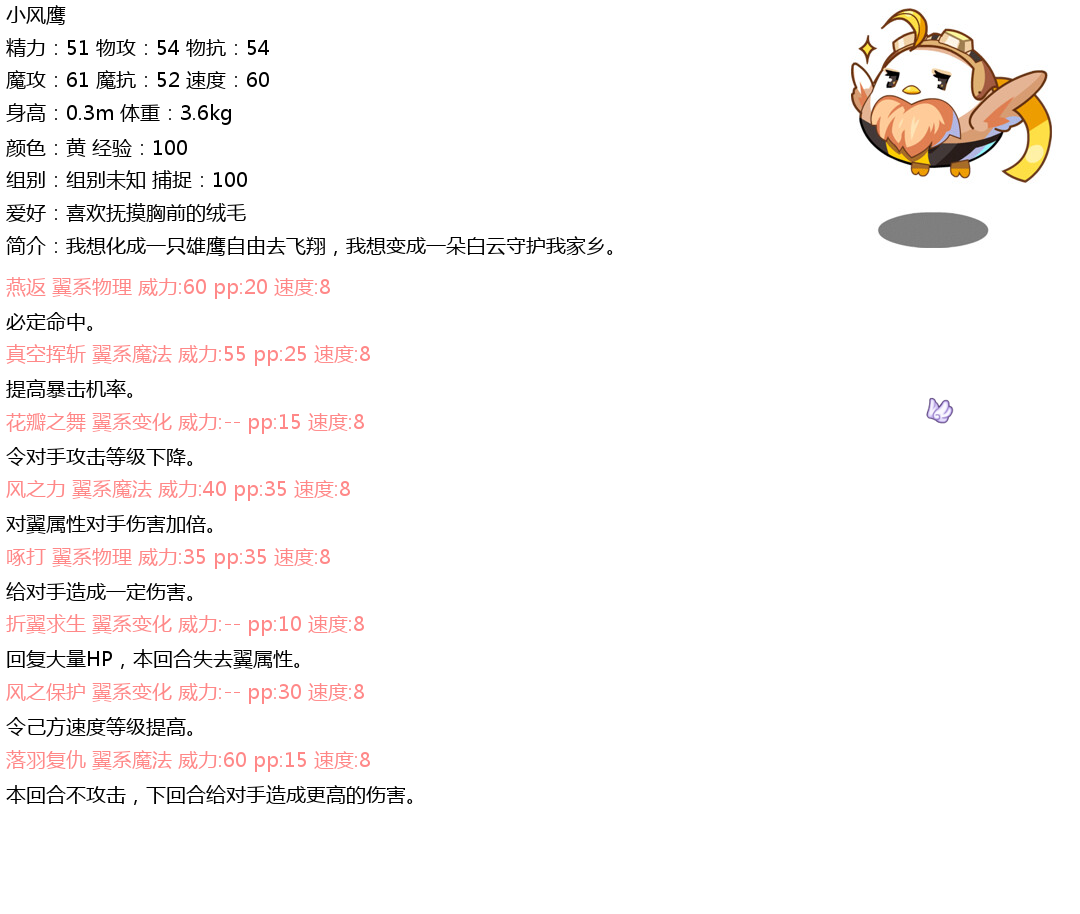 小风鹰
精力：51 物攻：54 物抗：54
魔攻：61 魔抗：52 速度：60
身高：0.3m 体重：3.6kg
颜色：黄 经验：100
组别：组别未知 捕捉：100
爱好：喜欢抚摸胸前的绒毛
简介：我想化成一只雄鹰自由去飞翔，我想变成一朵白云守护我家乡。
燕返 翼系物理 威力:60 pp:20 速度:8
必定命中。
真空挥斩 翼系魔法 威力:55 pp:25 速度:8
提高暴击机率。
花瓣之舞 翼系变化 威力:-- pp:15 速度:8
令对手攻击等级下降。
风之力 翼系魔法 威力:40 pp:35 速度:8
对翼属性对手伤害加倍。
啄打 翼系物理 威力:35 pp:35 速度:8
给对手造成一定伤害。
折翼求生 翼系变化 威力:-- pp:10 速度:8
回复大量HP，本回合失去翼属性。
风之保护 翼系变化 威力:-- pp:30 速度:8
令己方速度等级提高。
落羽复仇 翼系魔法 威力:60 pp:15 速度:8
本回合不攻击，下回合给对手造成更高的伤害。